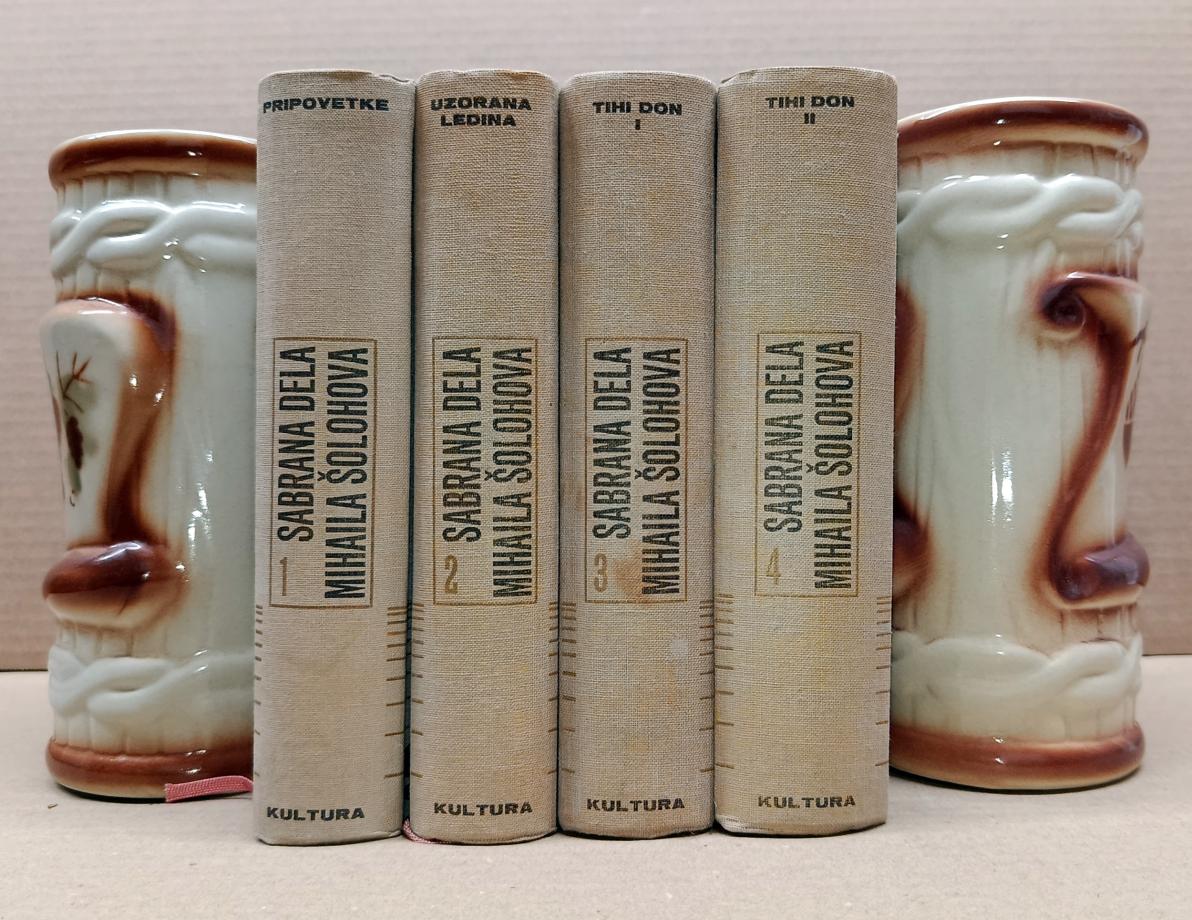 PRIPOVETKE
1
SABRANA DELA
MIHAILA ŠOLOHOVA
KULTURA
UZORANA
LEDINA
2
SABRANA DELA
MIHAILA ŠOLOHOVA
KULTURA
TIHI DON
I
3
SABRANA DELA
MIHAILA ŠOLOHOVA
KULTURA
TIHI DON
II
4
SABRANA DELA
MIHAILA ŠOLOHOVA
KULTURA